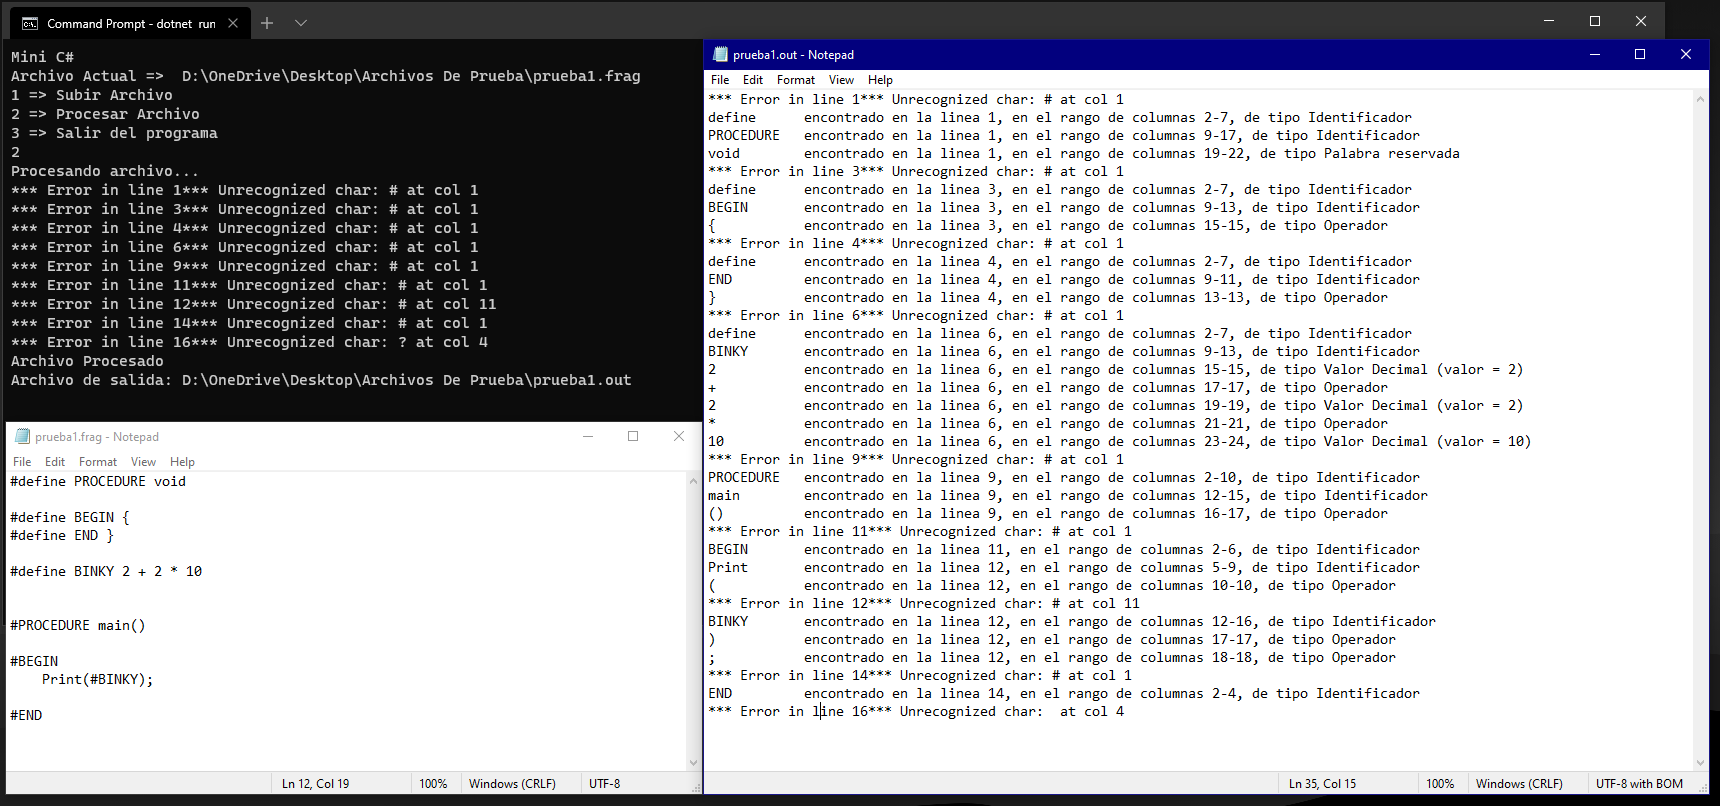 Command Prompt - dotnet run
Mini C#
Archivo Actual =>  D:\OneDrive\Desktop\Archivos De Prueba\prueba1.frag
1 => Subir Archivo
2 => Procesar Archivo
3 => Salir del programa
2
Procesando archivo...
*** Error in line 1*** Unrecognized char: # at col 1
*** Error in line 3*** Unrecognized char: # at col 1
*** Error in line 4*** Unrecognized char: # at col 1
*** Error in line 6*** Unrecognized char: # at col 1
*** Error in line 9*** Unrecognized char: # at col 1
*** Error in line 11*** Unrecognized char: # at col 1
*** Error in line 12*** Unrecognized char: # at col 11
*** Error in line 14*** Unrecognized char: # at col 1
*** Error in line 16*** Unrecognized char: ? at col 4
Archivo Procesado
Archivo de salida: D:\OneDrive\Desktop\Archivos De Prueba\prueba1.out
prueba1.frag - Notepad
File Edit Format View Help
#define PROCEDURE void
#define BEGIN {
#define END }
#define BINKY 2 + 2 * 10
#PROCEDURE main()
#BEGIN
    Print(#BINKY);
#END
Ln 12, Col 19 100% Windows (CRLF) UTF-8
prueba1.out - Notepad
File Edit Format View Help
*** Error in line 1*** Unrecognized char: # at col 1
define      encontrado en la linea 1, en el rango de columnas 2-7, de tipo Identificador
PROCEDURE   encontrado en la linea 1, en el rango de columnas 9-17, de tipo Identificador
void        encontrado en la linea 1, en el rango de columnas 19-22, de tipo Palabra reservada
*** Error in line 3*** Unrecognized char: # at col 1
define      encontrado en la linea 3, en el rango de columnas 2-7, de tipo Identificador
BEGIN       encontrado en la linea 3, en el rango de columnas 9-13, de tipo Identificador
{           encontrado en la linea 3, en el rango de columnas 15-15, de tipo Operador
*** Error in line 4*** Unrecognized char: # at col 1
define      encontrado en la linea 4, en el rango de columnas 2-7, de tipo Identificador
END         encontrado en la linea 4, en el rango de columnas 9-11, de tipo Identificador
}           encontrado en la linea 4, en el rango de columnas 13-13, de tipo Operador
*** Error in line 6*** Unrecognized char: # at col 1
define      encontrado en la linea 6, en el rango de columnas 2-7, de tipo Identificador
BINKY       encontrado en la linea 6, en el rango de columnas 9-13, de tipo Identificador
2           encontrado en la linea 6, en el rango de columnas 15-15, de tipo Valor Decimal (valor = 2)
+           encontrado en la linea 6, en el rango de columnas 17-17, de tipo Operador
2           encontrado en la linea 6, en el rango de columnas 19-19, de tipo Valor Decimal (valor = 2)
*           encontrado en la linea 6, en el rango de columnas 21-21, de tipo Operador
10          encontrado en la linea 6, en el rango de columnas 23-24, de tipo Valor Decimal (valor = 10)
*** Error in line 9*** Unrecognized char: # at col 1
PROCEDURE   encontrado en la linea 9, en el rango de columnas 2-10, de tipo Identificador
main        encontrado en la linea 9, en el rango de columnas 12-15, de tipo Identificador
()          encontrado en la linea 9, en el rango de columnas 16-17, de tipo Operador
*** Error in line 11*** Unrecognized char: # at col 1
BEGIN       encontrado en la linea 11, en el rango de columnas 2-6, de tipo Identificador
Print       encontrado en la linea 12, en el rango de columnas 5-9, de tipo Identificador
(           encontrado en la linea 12, en el rango de columnas 10-10, de tipo Operador
*** Error in line 12*** Unrecognized char: # at col 11
BINKY       encontrado en la linea 12, en el rango de columnas 12-16, de tipo Identificador
)           encontrado en la linea 12, en el rango de columnas 17-17, de tipo Operador
;           encontrado en la linea 12, en el rango de columnas 18-18, de tipo Operador
*** Error in line 14*** Unrecognized char: # at col 1
END         encontrado en la linea 14, en el rango de columnas 2-4, de tipo Identificador
*** Error in line 16*** Unrecognized char:  at col 4
Ln 35, Col 15 100% Windows (CRLF) UTF-8 with BOM